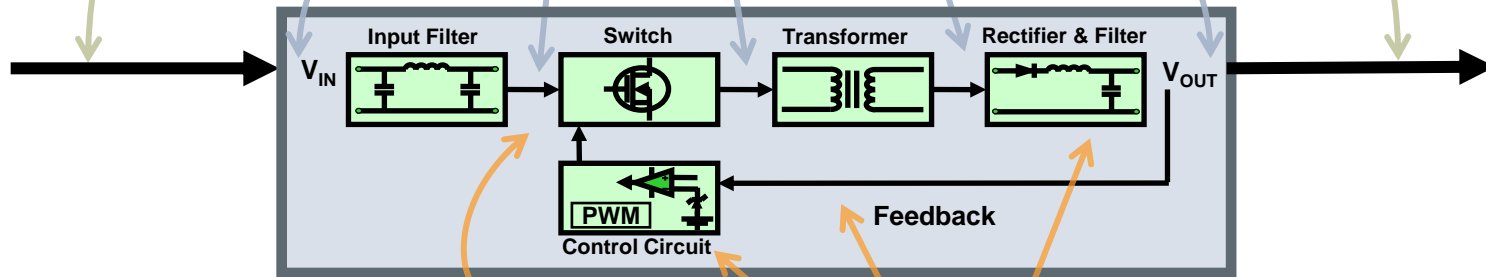 Input Filter
Switch
Transformer
Rectifier & Filter
VIN
VOUT
PWM
Feedback
Control Circuit